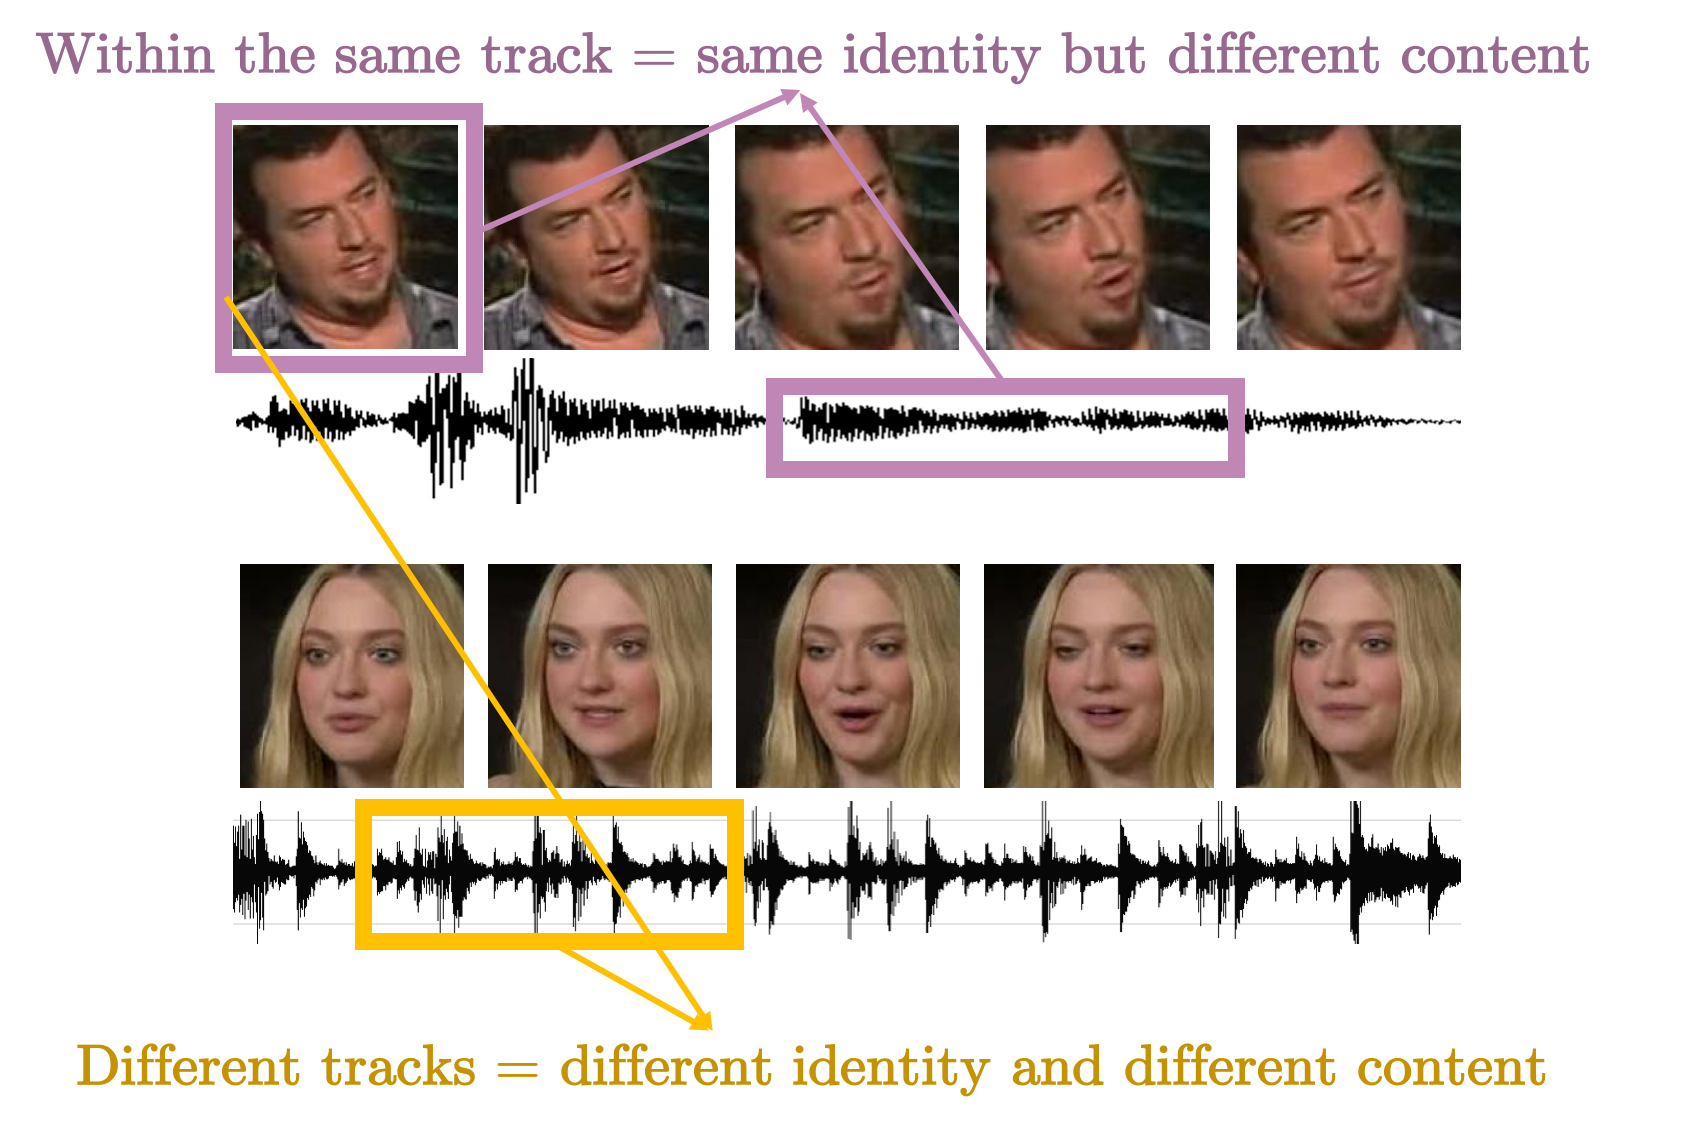 Within the same track = same identity but different content
Different tracks = different identity and different content